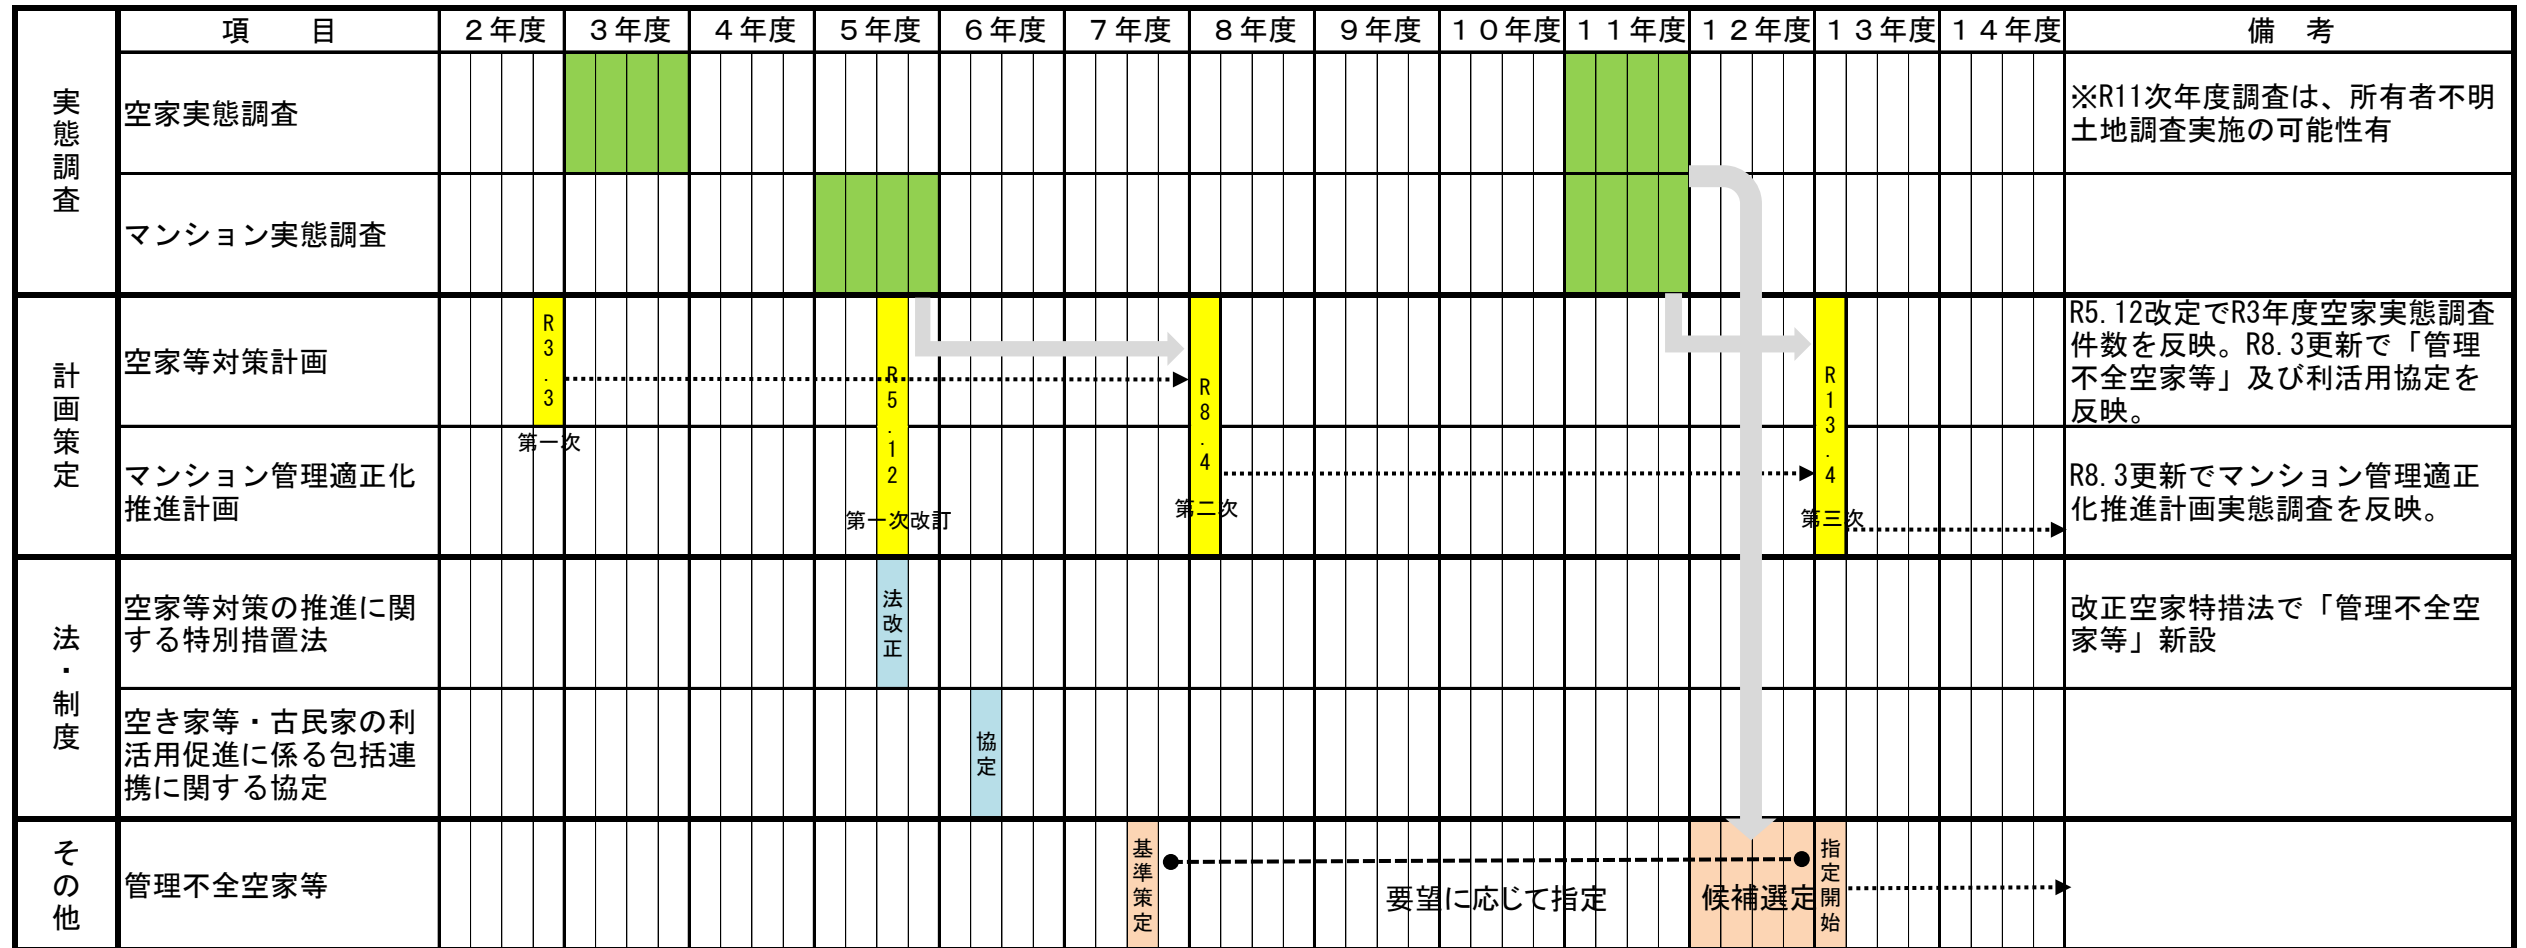 項　目　２年度　３年度　４年度　５年度　６年度　７年度　８年度　９年度　１０年度　１１年度　１２年度　１３年度　１４年度　備　考
実態調査
空家実態調査
※R11次年度調査は、所有者不明
土地調査実施の可能性有
マンション実態調査
計画策定
空家等対策計画
R3.3
第一次
R5.12
第一次改訂
R8.4
第二次
R13.4
第三次
R5.12改定でR3年度空家実態調査
件数を反映。R8.3更新で「管理
不全空家等」及び利活用協定を
反映。
マンション管理適正化
推進計画
R8.3更新でマンション管理適正
化推進計画実態調査を反映。
法・制度
空家等対策の推進に関
する特別措置法
法改正
改正空家特措法で「管理不全空
家等」新設
空き家等・古民家の利
活用促進に係る包括連
携に関する協定
協定
その他
管理不全空家等
基準策定
要望に応じて指定
候補選定
指定開始